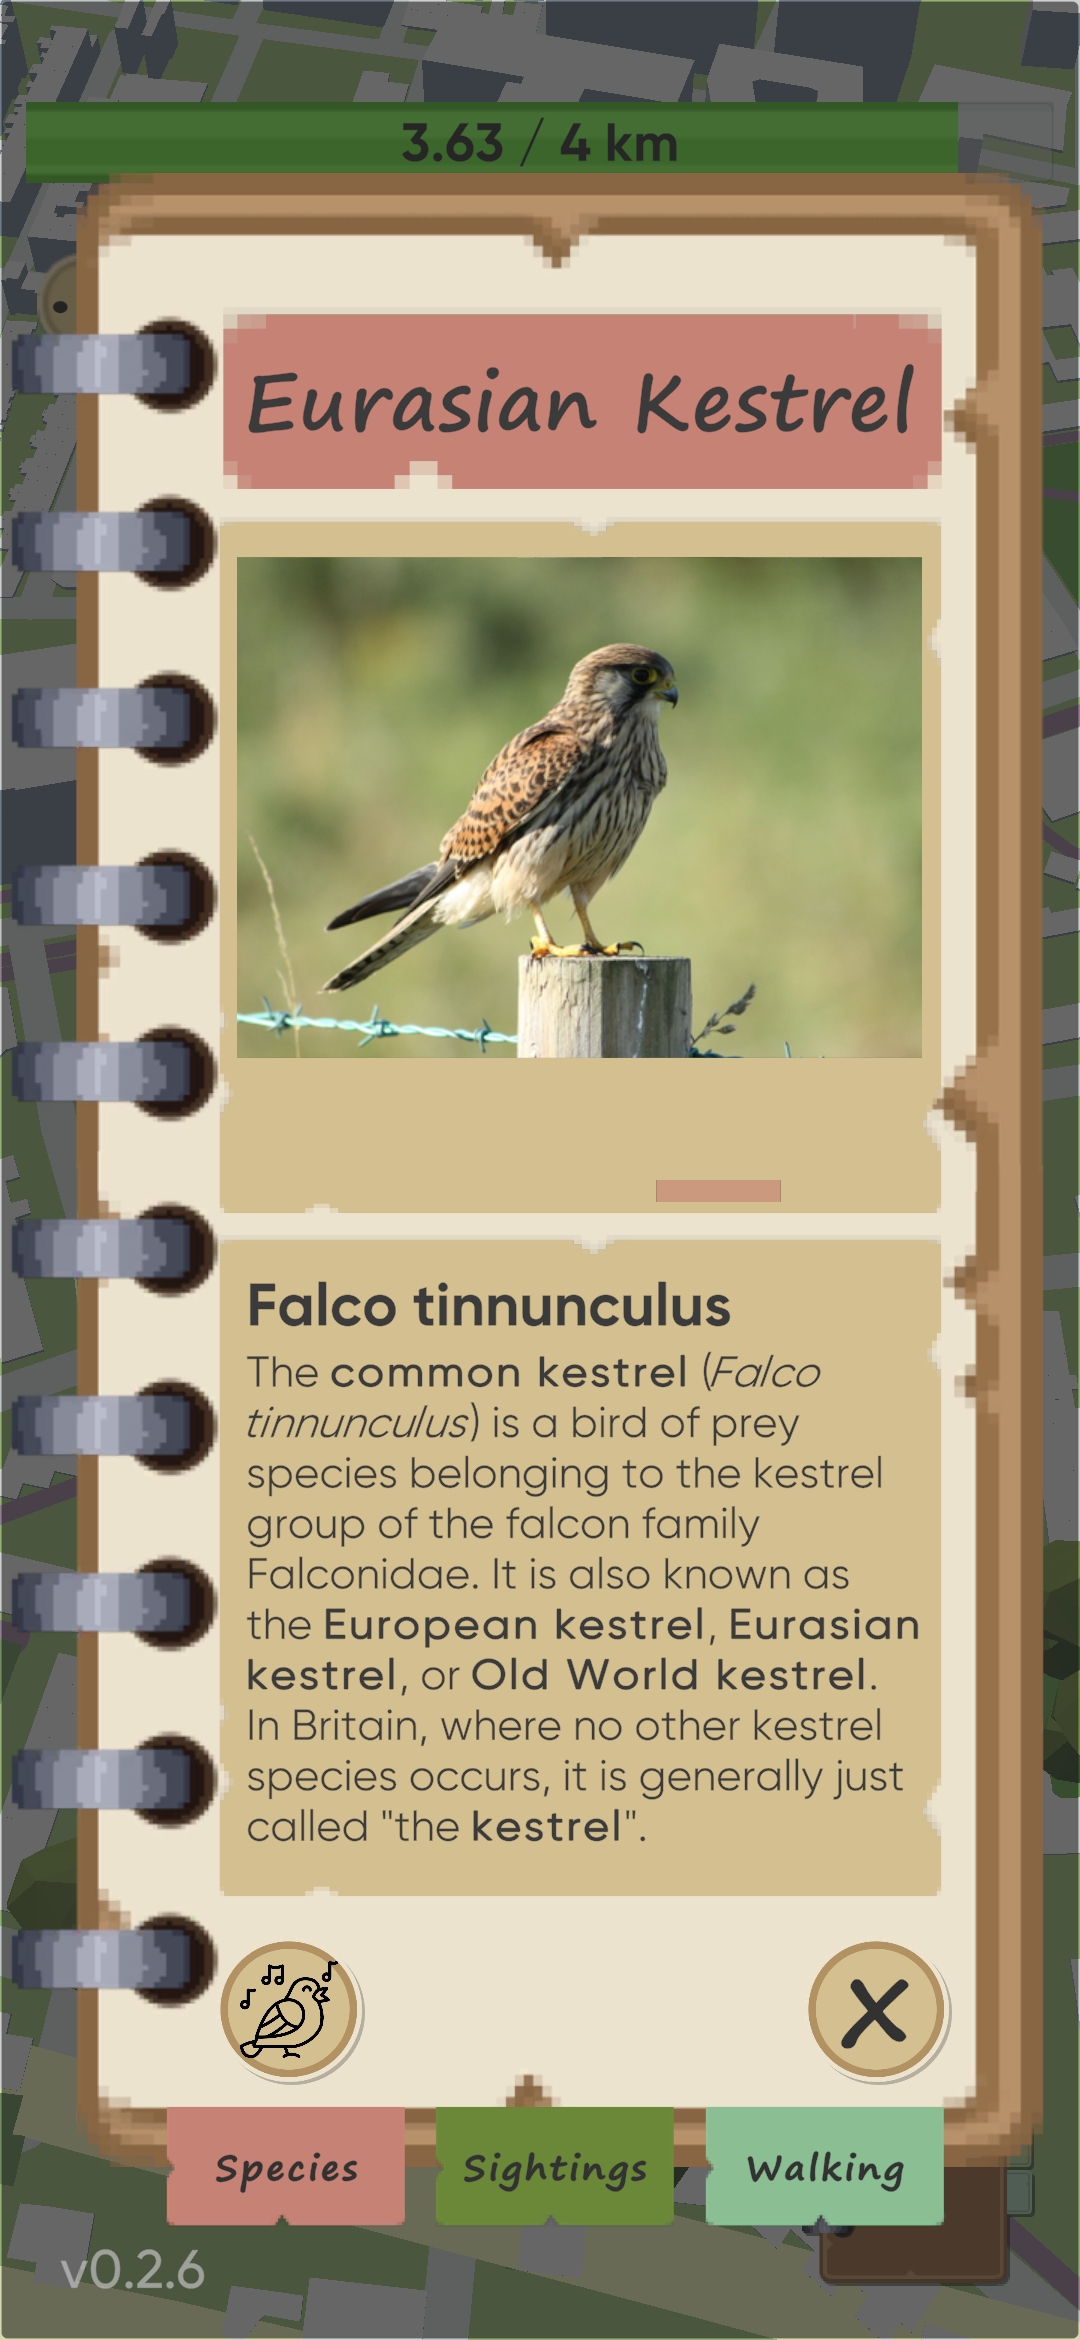 3.63 / 4 km
Eurasian Kestrel
Falco tinnunculus
The common kestrel (Falco
tinnunculus) is a bird of prey
species belonging to the kestrel
group of the falcon family
Falconidae. It is also known as
the European kestrel, Eurasian
kestrel, or Old World kestrel.
In Britain, where no other kestrel
species occurs, it is generally just
called "the kestrel".
Species
Sightings
Walking
v0.2.6